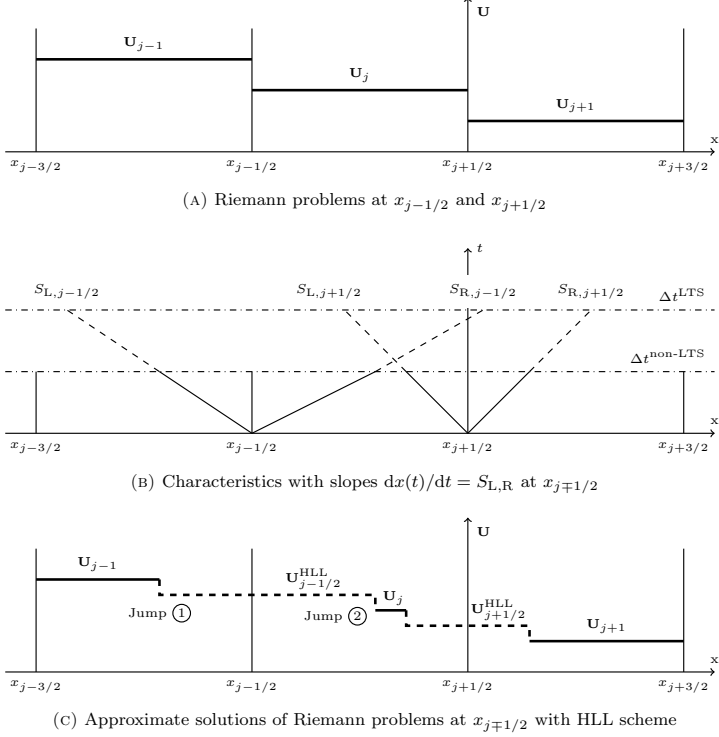 U
U_{j−1}
U_j
U_{j+1}
x
x_{j−3/2} x_{j−1/2} x_{j+1/2} x_{j+3/2}
(A) Riemann problems at x_{j−1/2} and x_{j+1/2}
t
S_{L,j−1/2} S_{L,j+1/2} S_{R,j−1/2} S_{R,j+1/2} Δt^{LTS}
Δt^{non-LTS}
x
x_{j−3/2} x_{j−1/2} x_{j+1/2} x_{j+3/2}
(B) Characteristics with slopes dx(t)/dt = S_{L,R} at x_{j∓1/2}
U
U_{j−1}
U^{HLL}_{j−1/2}
Jump ① Jump ② U_j U^{HLL}_{j+1/2}
U_{j+1}
x
x_{j−3/2} x_{j−1/2} x_{j+1/2} x_{j+3/2}
(C) Approximate solutions of Riemann problems at x_{j∓1/2} with HLL scheme